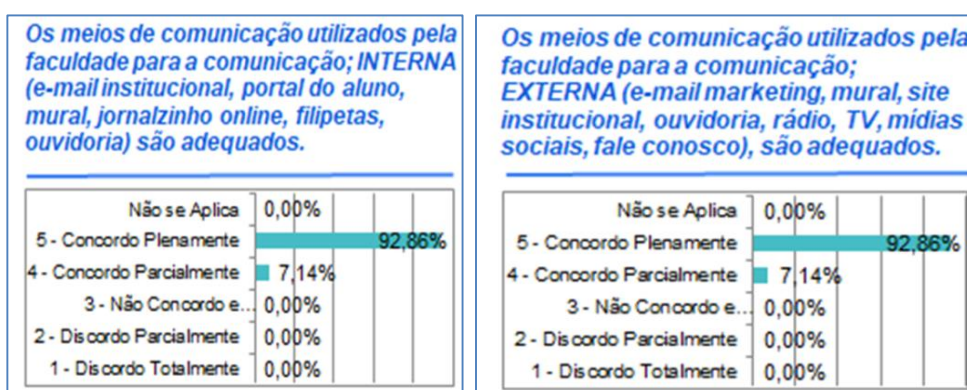 Os meios de comunicação utilizados pela
faculdade para a comunicação; INTERNA
(e-mail institucional, portal do aluno,
mural, jornalzinho online, filipetas,
ouvidoria) são adequados.
Não se Aplica 0,00%
5 - Concordo Plenamente 92,86%
4 - Concordo Parcialmente 7,14%
3 - Não Concordo e... 0,00%
2 - Discordo Parcialmente 0,00%
1 - Discordo Totalmente 0,00%
Os meios de comunicação utilizados pela
faculdade para a comunicação;
EXTERNA (e-mail marketing, mural, site
institucional, ouvidoria, rádio, TV, mídias
sociais, fale conosco), são adequados.
Não se Aplica 0,00%
5 - Concordo Plenamente 92,86%
4 - Concordo Parcialmente 7,14%
3 - Não Concordo e... 0,00%
2 - Discordo Parcialmente 0,00%
1 - Discordo Totalmente 0,00%